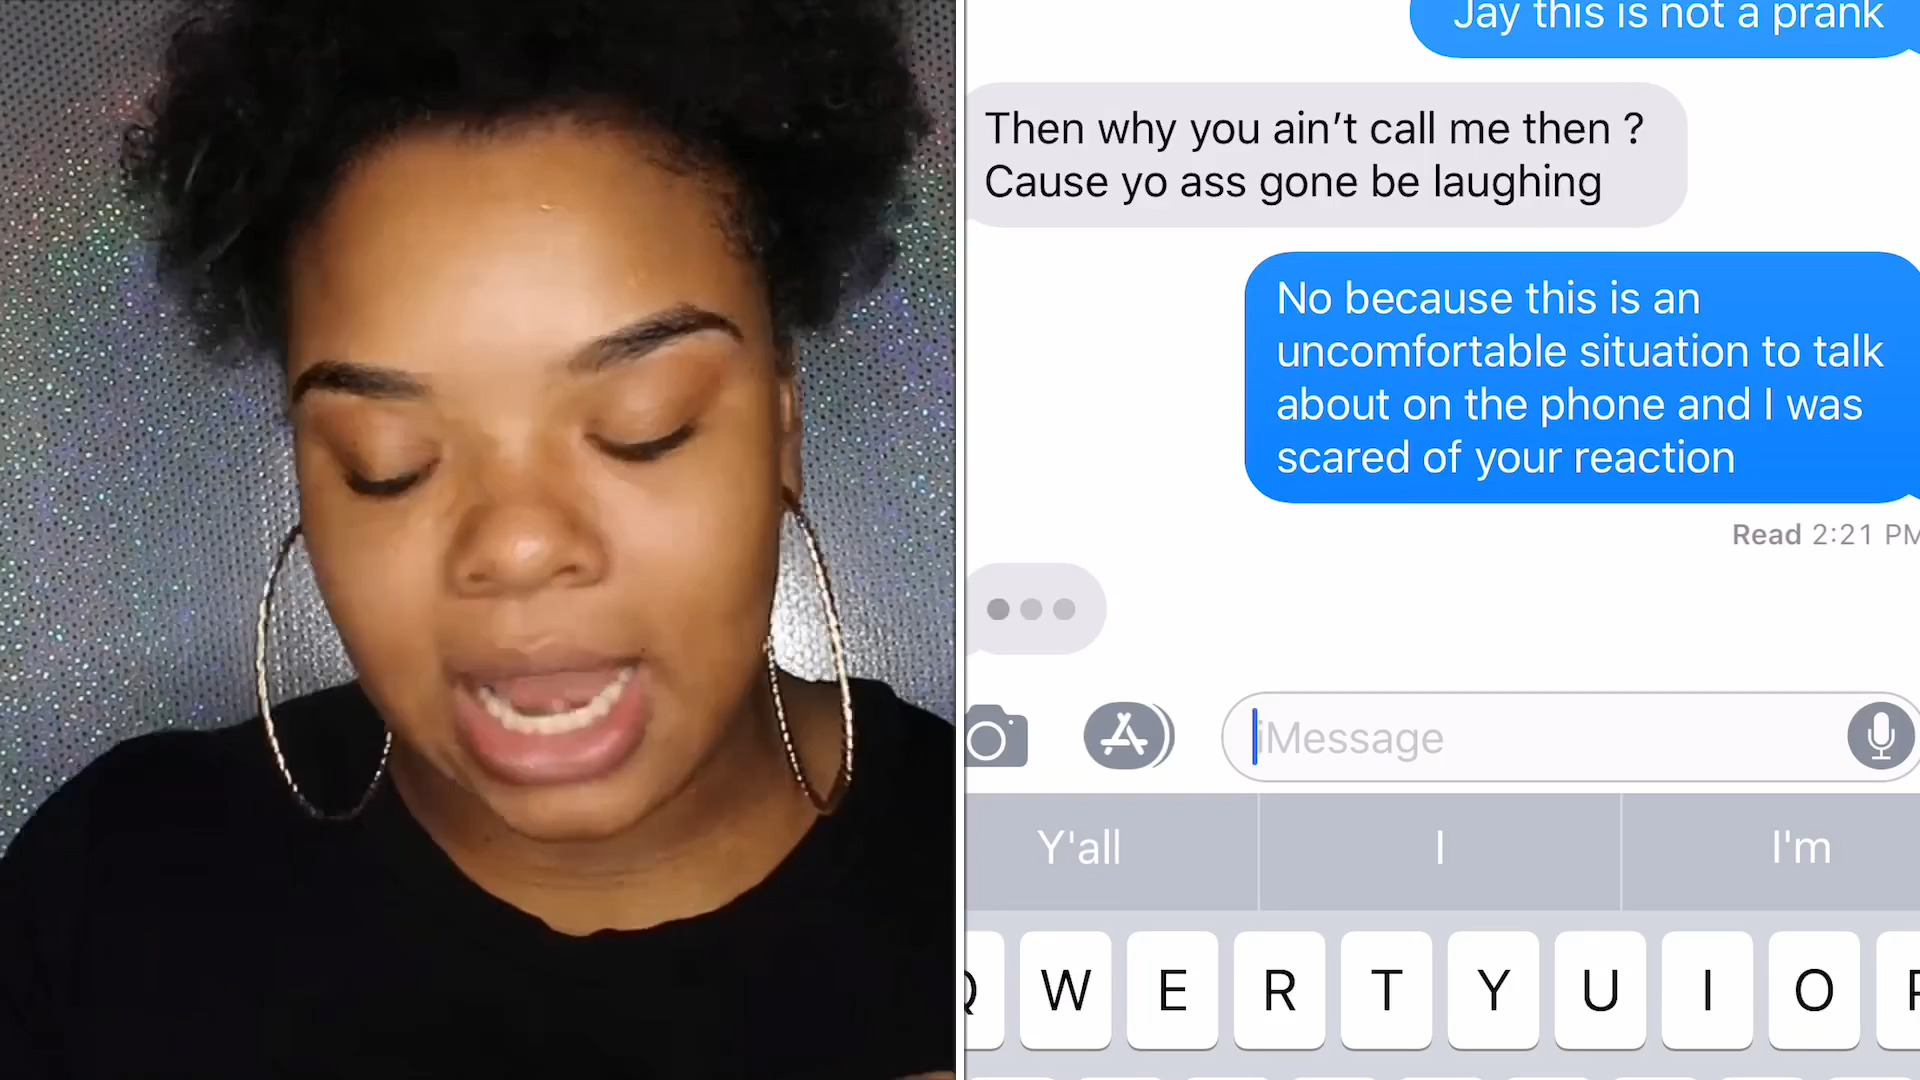 Jay this is not a prank
Then why you ain't call me then ?
Cause yo ass gone be laughing
No because this is an
uncomfortable situation to talk
about on the phone and I was
scared of your reaction
Read 2:21 PM
iMessage
Y'all I I'm
Q W E R T Y U I O P